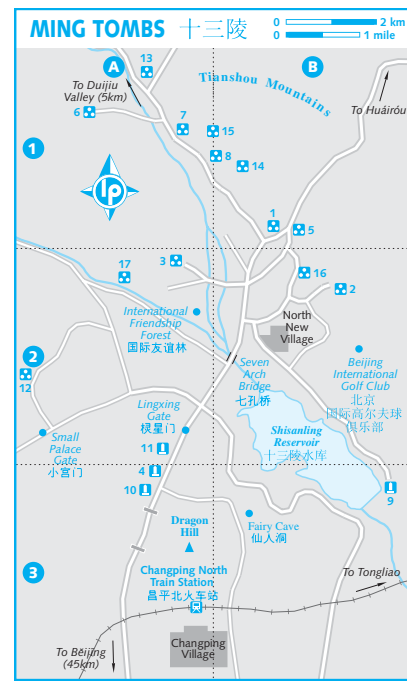 MING TOMBS 十三陵
0 2 km
0 1 mile
A
B
13
Tianshou Mountains
To Duijiu
Valley (5km)
To Huáiróu
6
7
15
8
14
1
lp
1
5
17
3
16
2
International
Friendship
Forest
国际友谊林
North
New
Village
2
12
Seven
Arch
Bridge
七孔桥
Beijing
International
Golf Club
北京
国际高尔夫球
俱乐部
Lingxing
Gate
棂星门
Small
Palace
Gate
小宫门
Shisanling
Reservoir
十三陵水库
11
4
10
9
Dragon
Hill
Fairy Cave
仙人洞
3
Changping North
Train Station
昌平北火车站
To Tongliao
Changping
Village
To Běijīng
(45km)